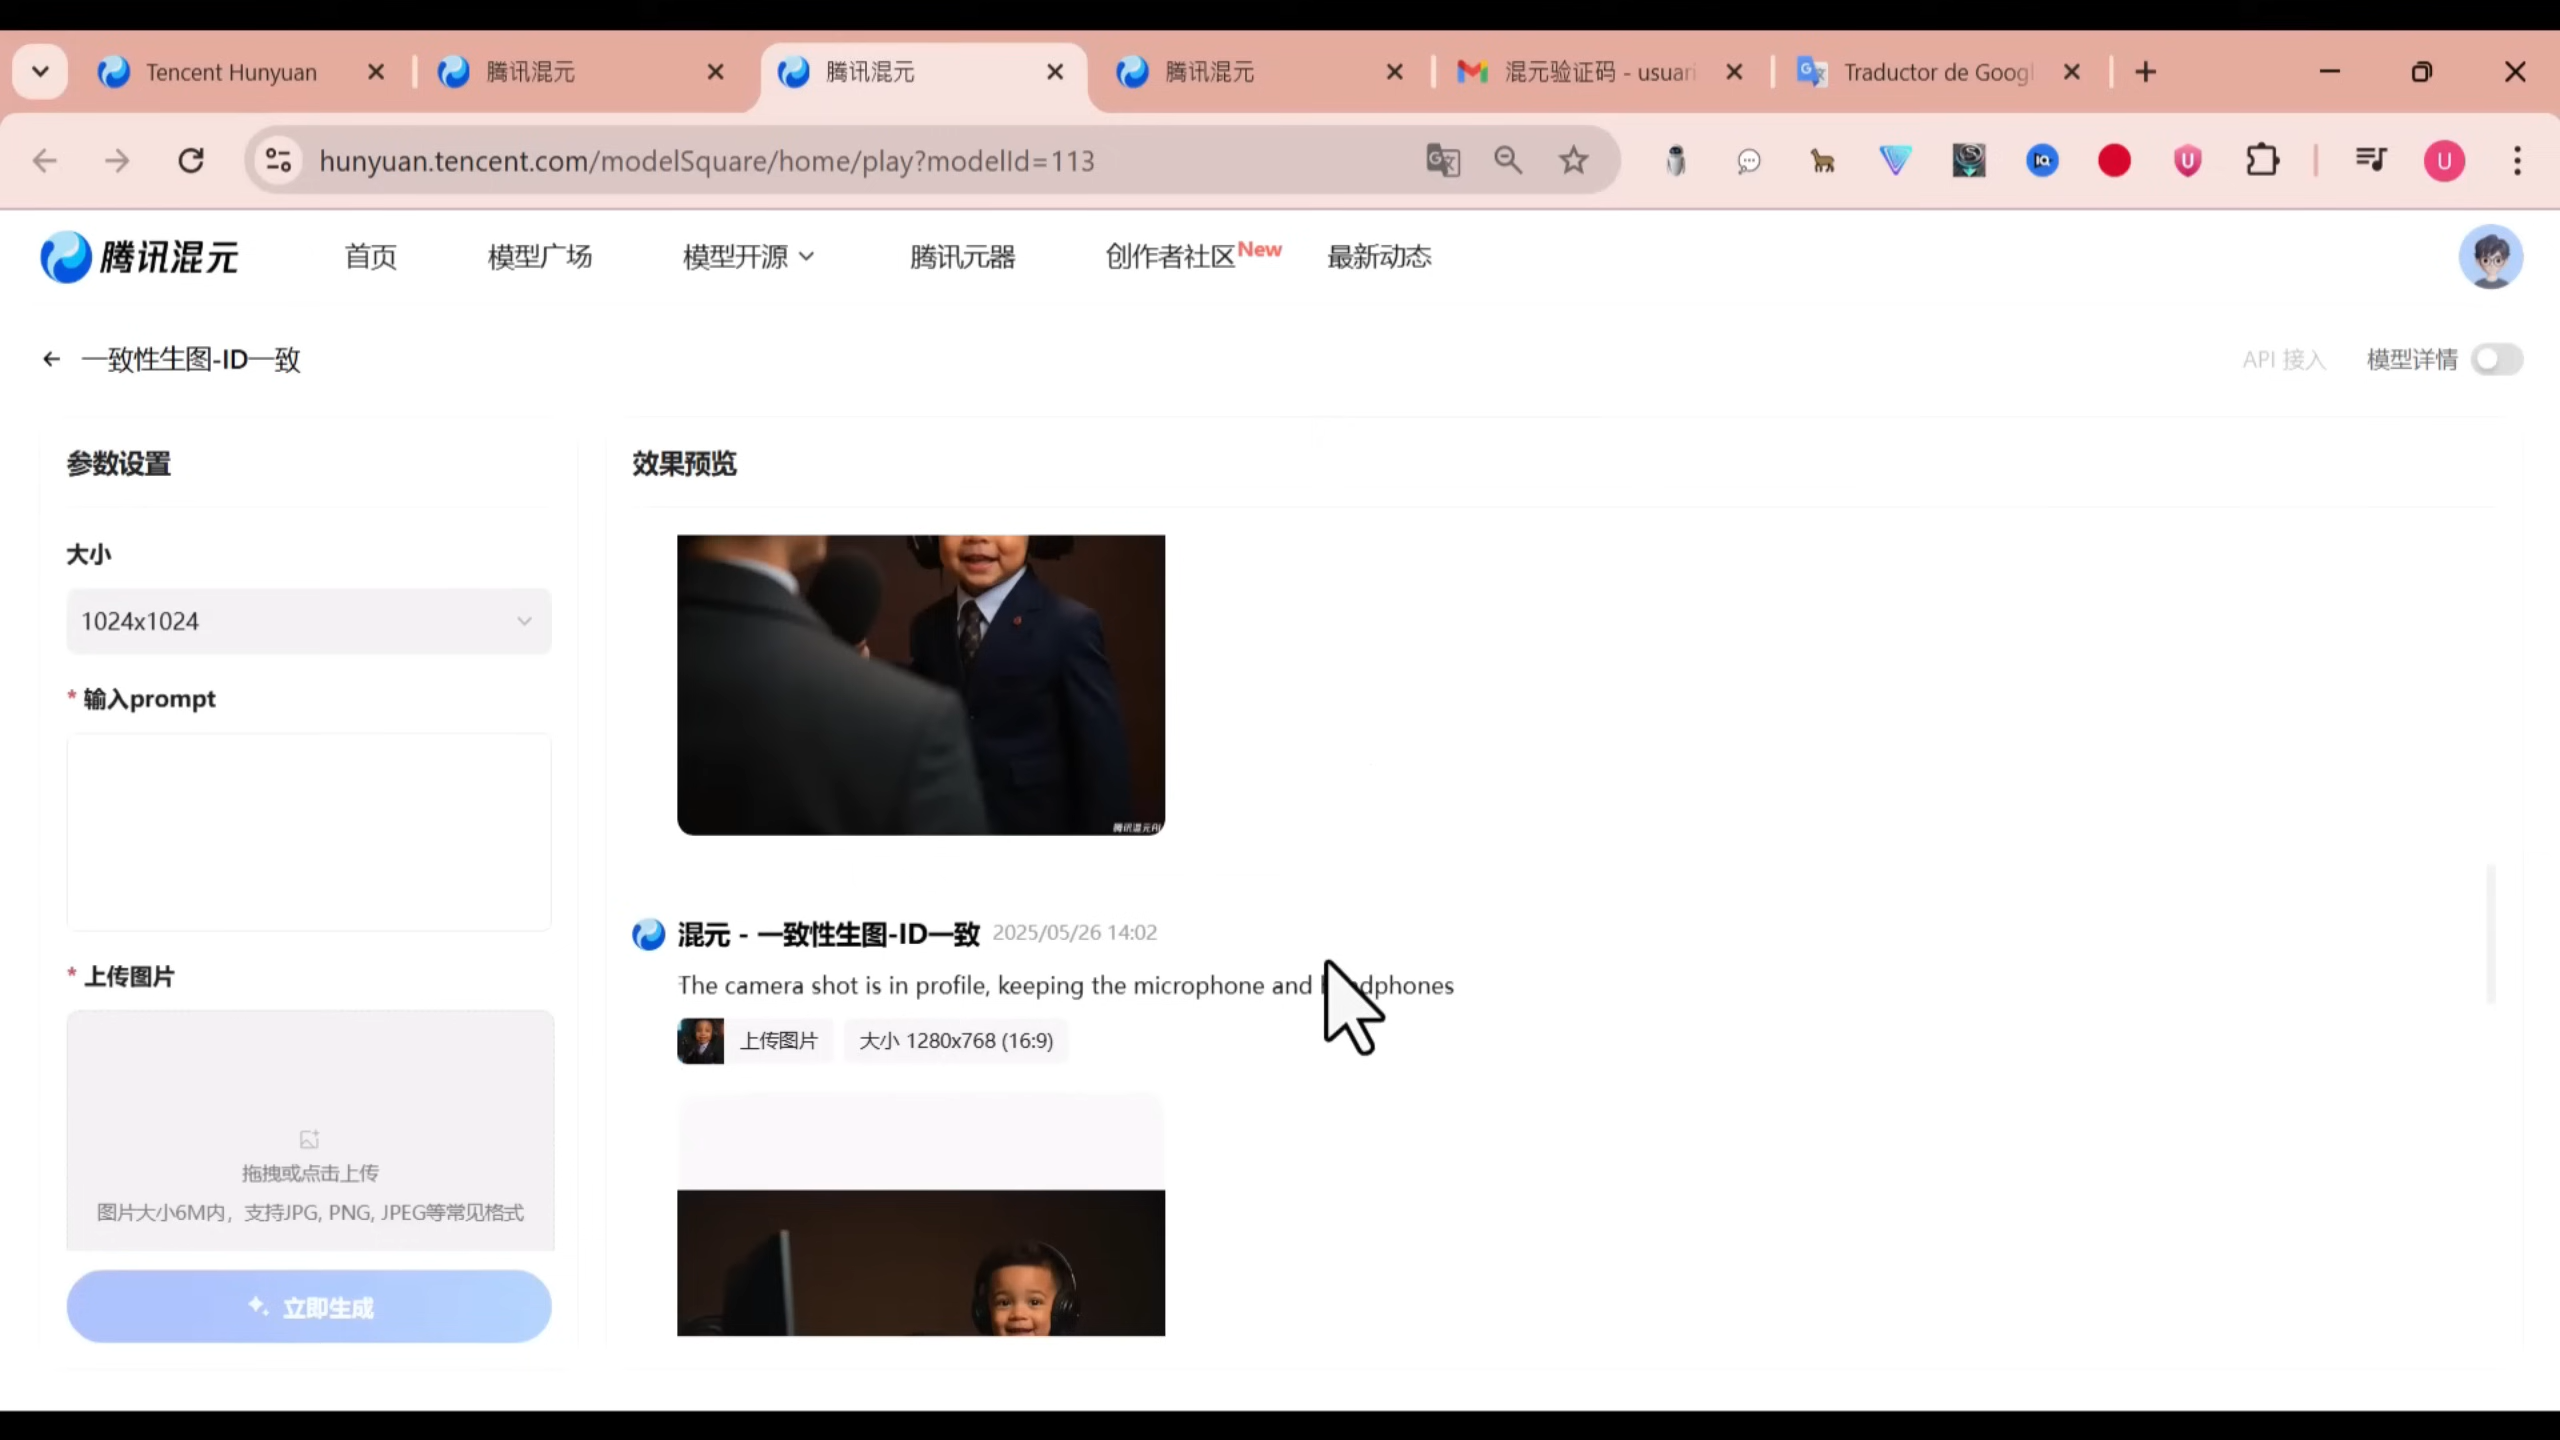 Tencent Hunyuan
腾讯混元
腾讯混元
腾讯混元
混元验证码 - usuari
Traductor de Googl
hunyuan.tencent.com/modelSquare/home/play?modelId=113
腾讯混元
首页
模型广场
模型开源
腾讯元器
创作者社区New
最新动态
一致性生图-ID一致
API 接入
模型详情
参数设置
大小
1024x1024
* 输入prompt
* 上传图片
拖拽或点击上传
图片大小6M内，支持JPG, PNG, JPEG等常见格式
立即生成
效果预览
腾讯混元AI
混元 - 一致性生图-ID一致 2025/05/26 14:02
The camera shot is in profile, keeping the microphone and
上传图片
大小 1280x768 (16:9)
U